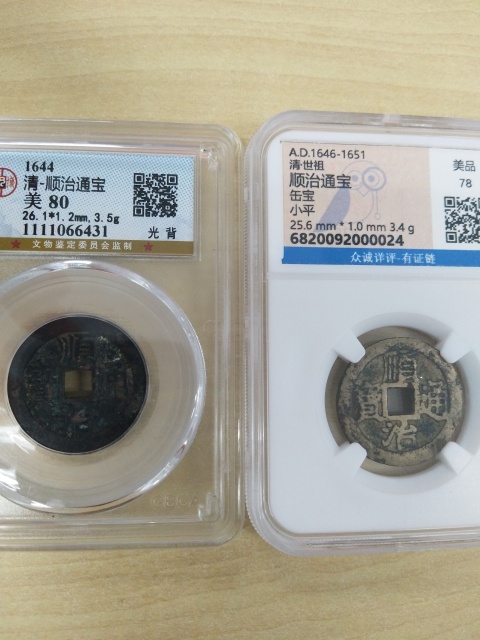 1644
清-顺治通宝
美 80
26.1*1.2mm,3.5g
1111066431 光背
★ 文物鉴定委员会监制 ★
A.D.1646-1651
清·世祖
顺治通宝
缶宝
小平
25.6 mm * 1.0 mm 3.4 g
6820092000024
美品
78
众诚详评-有证链
順
順治通寶